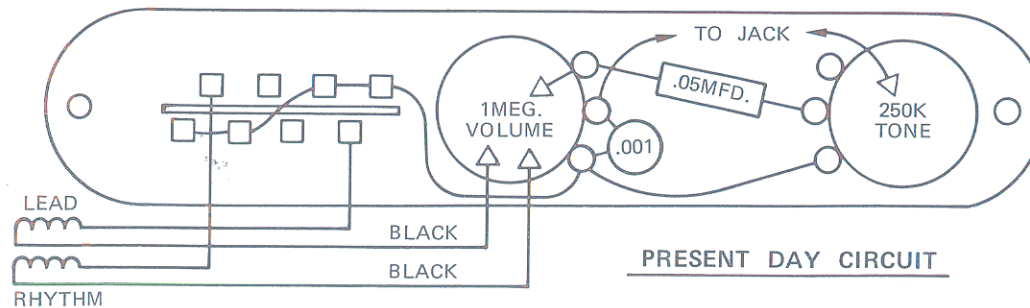 TO JACK
.05MFD.
1MEG.
VOLUME
250K
TONE
.001
LEAD
BLACK
BLACK
RHYTHM
PRESENT DAY CIRCUIT